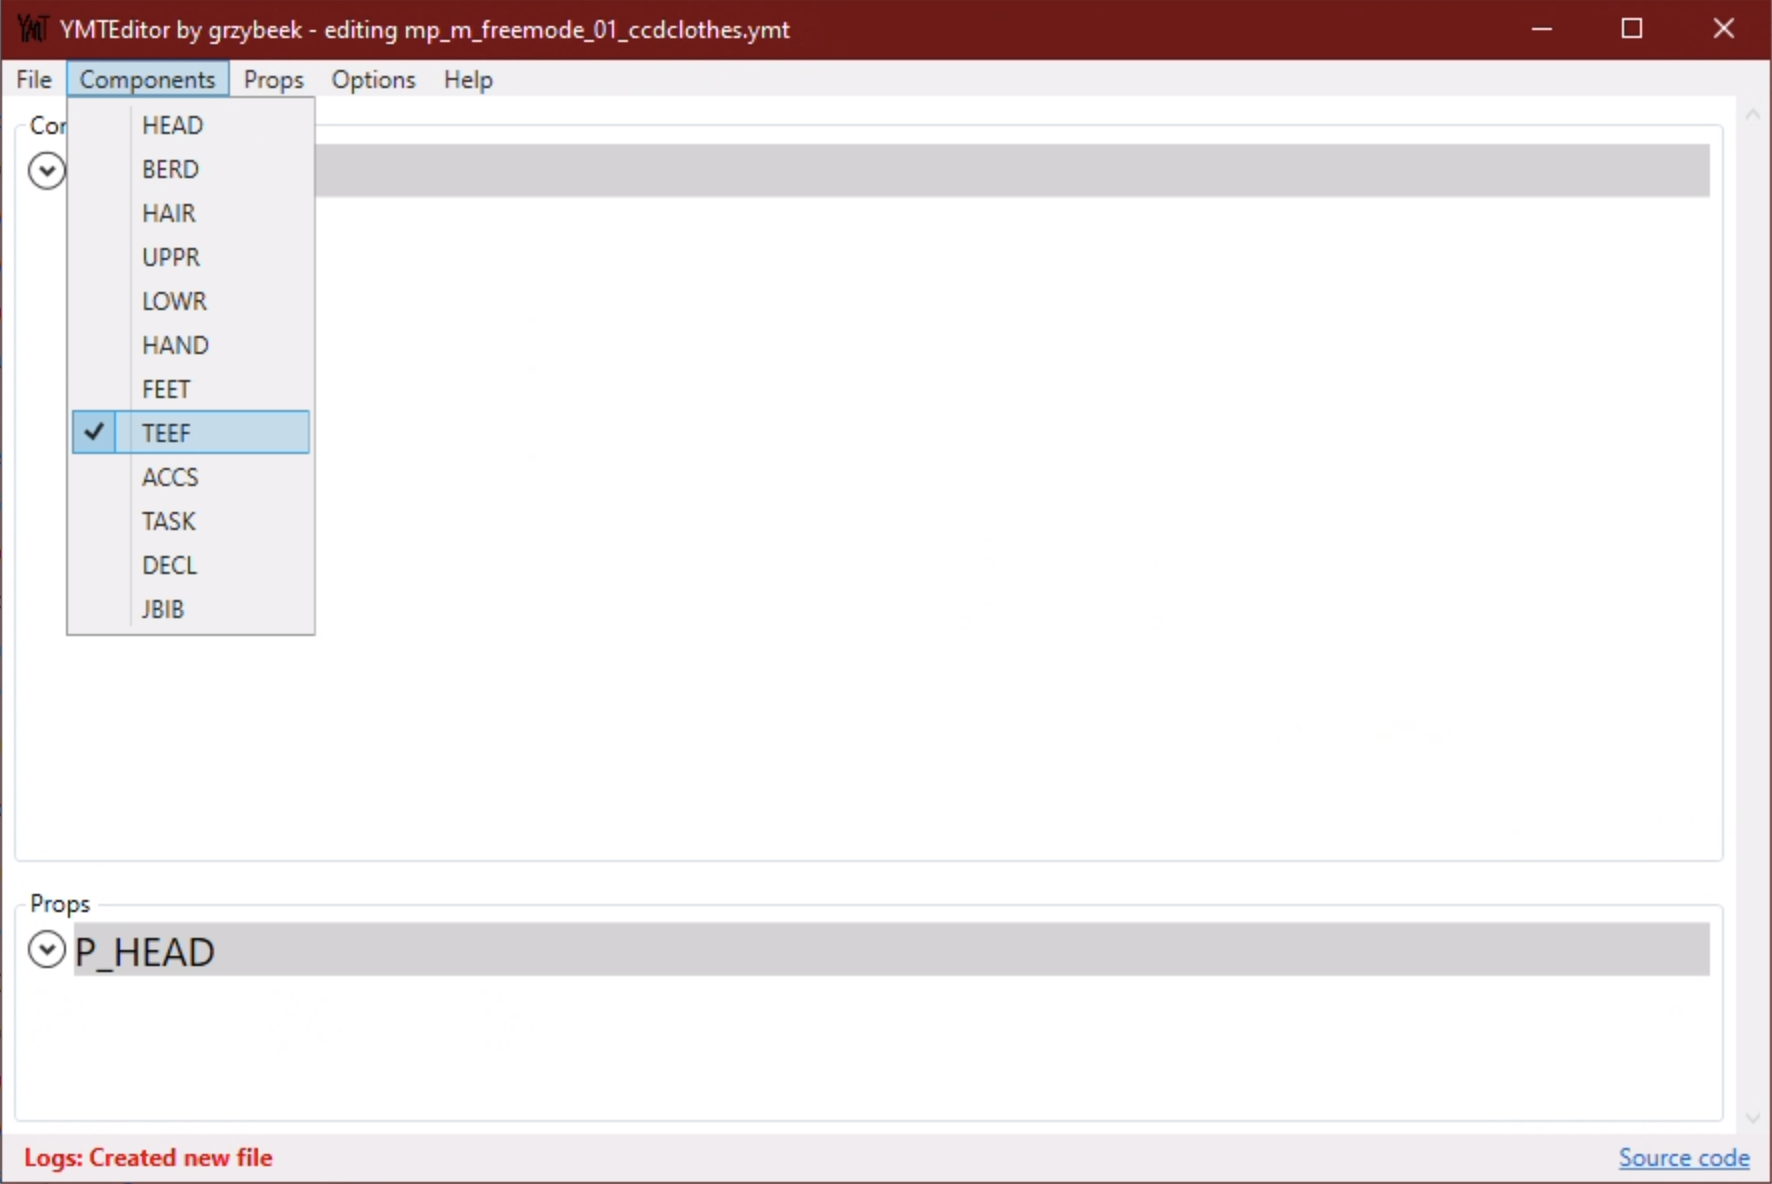 YMT YMTEditor by grzybeek - editing mp_m_freemode_01_ccdclothes.ymt
File Components Props Options Help
HEAD
BERD
HAIR
UPPR
LOWR
HAND
FEET
TEEF
ACCS
TASK
DECL
JBIB
Props
P_HEAD
Logs: Created new file
Source code